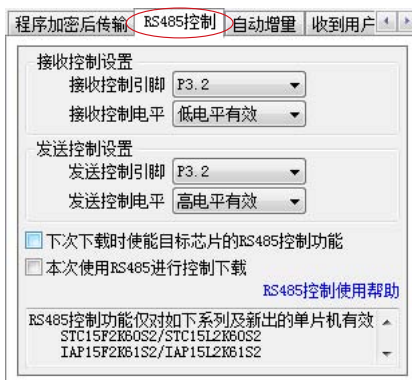 程序加密后传输 RS485控制 自动增量 收到用户
接收控制设置
接收控制引脚 P3.2
接收控制电平 低电平有效
发送控制设置
发送控制引脚 P3.2
发送控制电平 高电平有效
下次下载时使能目标芯片的RS485控制功能
本次使用RS485进行控制下载
RS485控制使用帮助
RS485控制功能仅对如下系列及新出的单片机有效
STC15F2K60S2/STC15L2K60S2
IAP15F2K61S2/IAP15L2K61S2